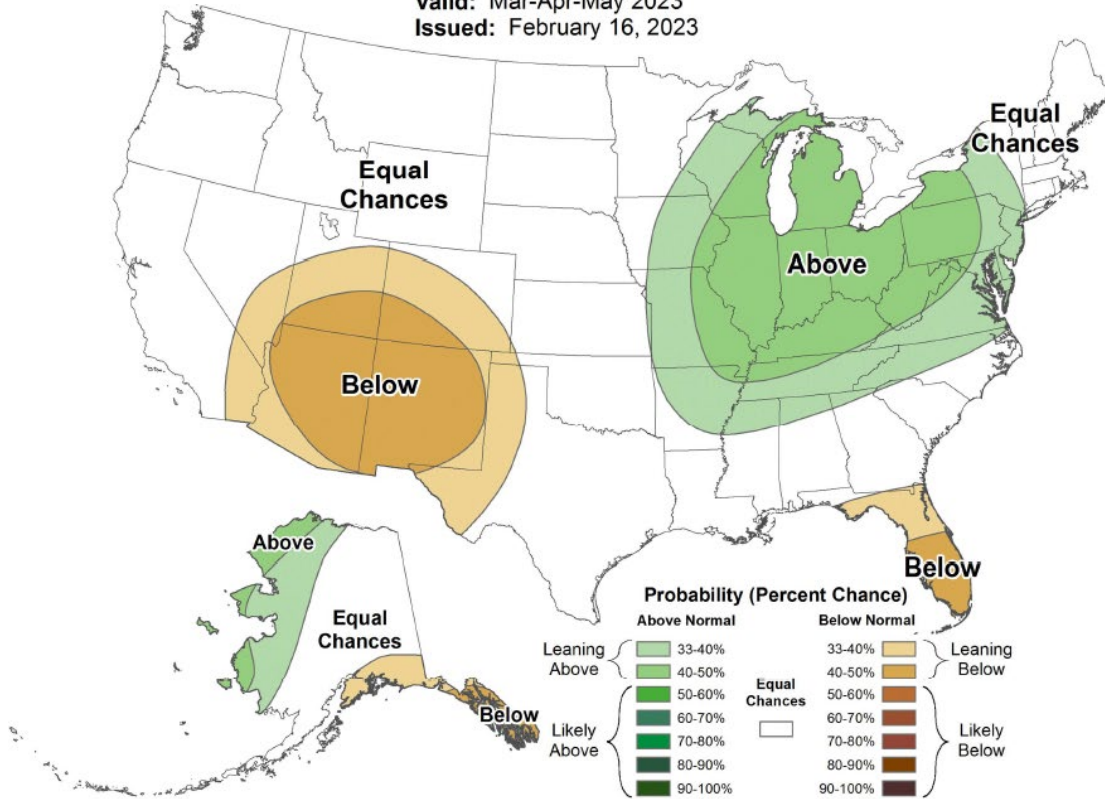 Valid: Mar-Apr-May 2023
Issued: February 16, 2023
Equal
Chances
Equal
Chances
Above
Below
Above
Equal
Chances
Below
Below
Probability (Percent Chance)
Above Normal
Below Normal
Leaning
Above
33-40%
40-50%
Likely
Above
50-60%
60-70%
70-80%
80-90%
90-100%
Equal
Chances
33-40%
40-50%
Leaning
Below
50-60%
60-70%
70-80%
80-90%
90-100%
Likely
Below